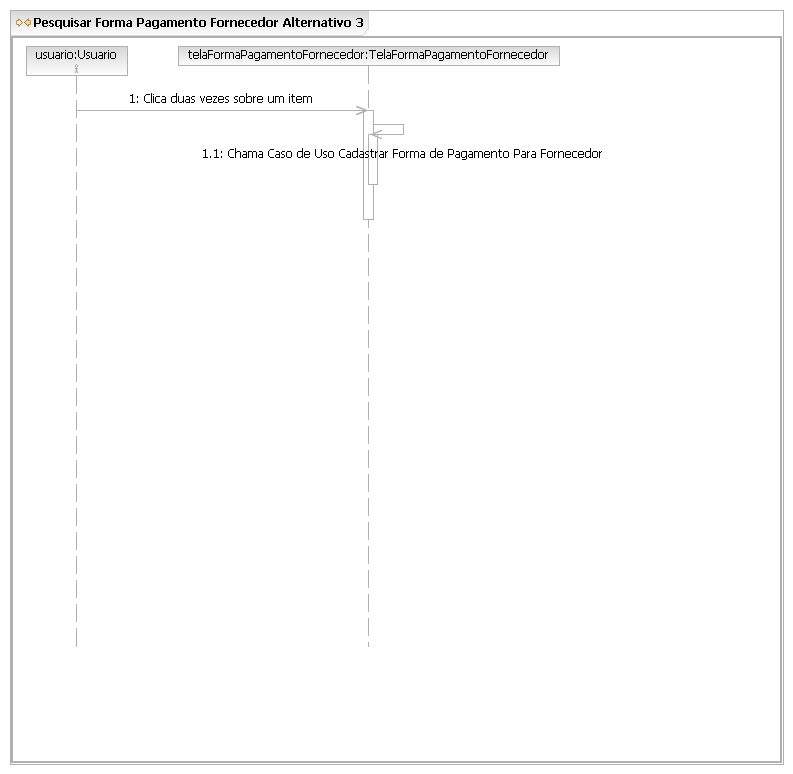 Pesquisar Forma Pagamento Fornecedor Alternativo 3
usuario:Usuario
telaFormaPagamentoFornecedor:TelaFormaPagamentoFornecedor
1: Clica duas vezes sobre um item
1.1: Chama Caso de Uso Cadastrar Forma de Pagamento Para Fornecedor